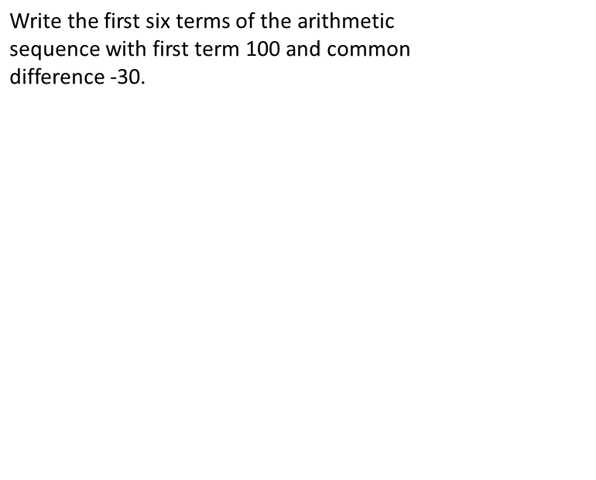 Write the first six terms of the arithmetic
sequence with first term 100 and common
difference -30.